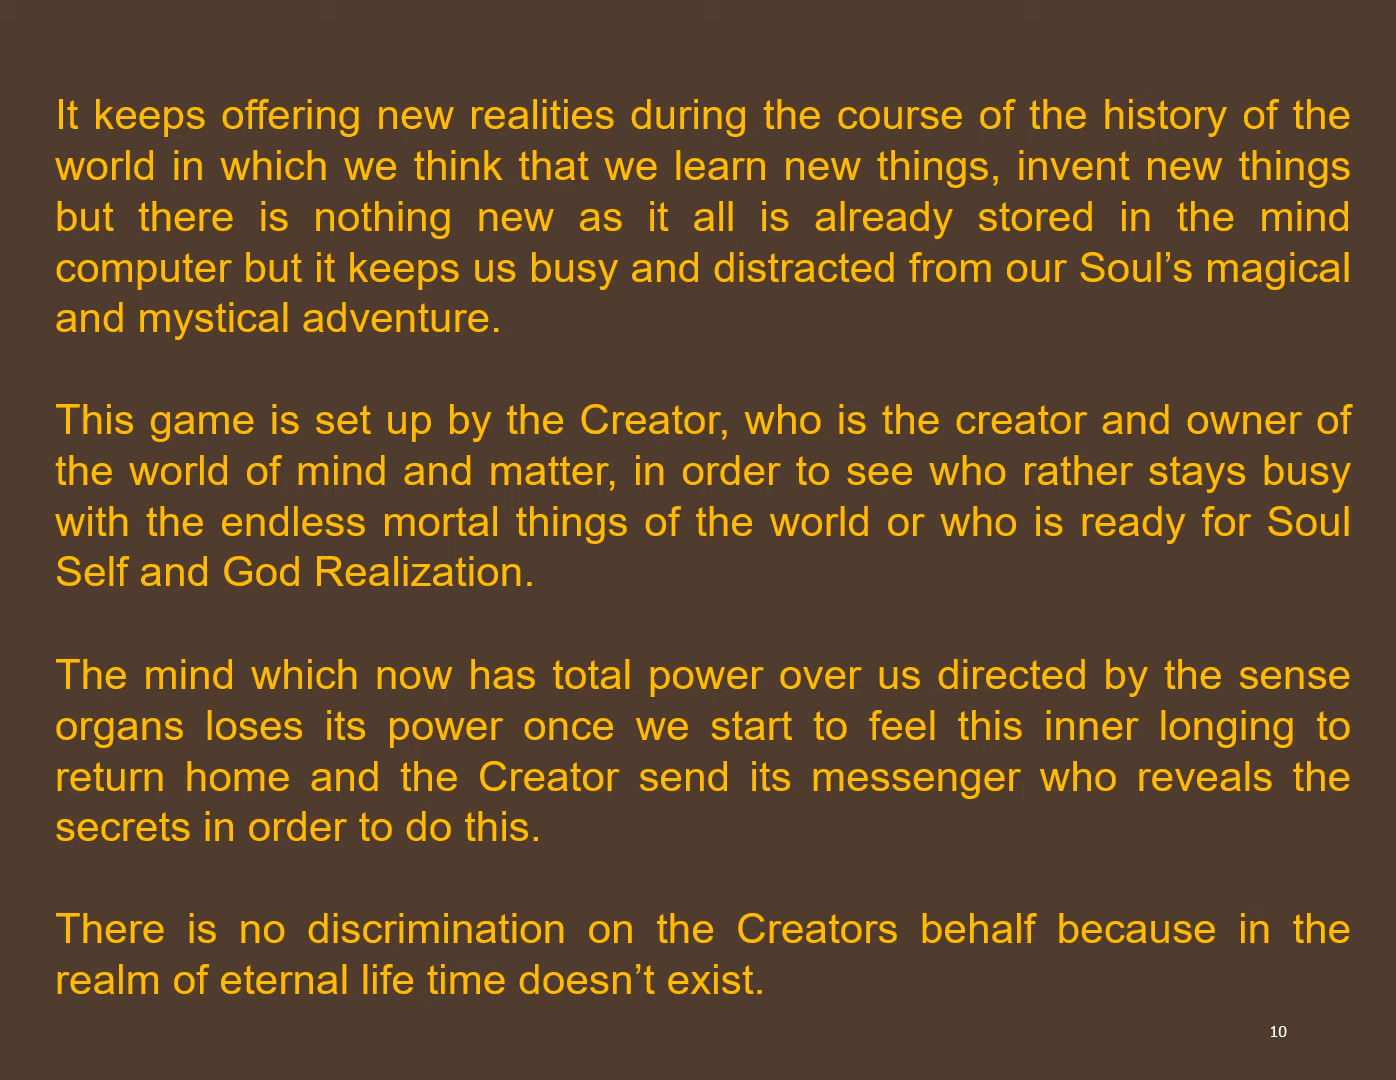 It keeps offering new realities during the course of the history of the
world in which we think that we learn new things, invent new things
but there is nothing new as it all is already stored in the mind
computer but it keeps us busy and distracted from our Soul’s magical
and mystical adventure.
This game is set up by the Creator, who is the creator and owner of
the world of mind and matter, in order to see who rather stays busy
with the endless mortal things of the world or who is ready for Soul
Self and God Realization.
The mind which now has total power over us directed by the sense
organs loses its power once we start to feel this inner longing to
return home and the Creator send its messenger who reveals the
secrets in order to do this.
There is no discrimination on the Creators behalf because in the
realm of eternal life time doesn’t exist.
10